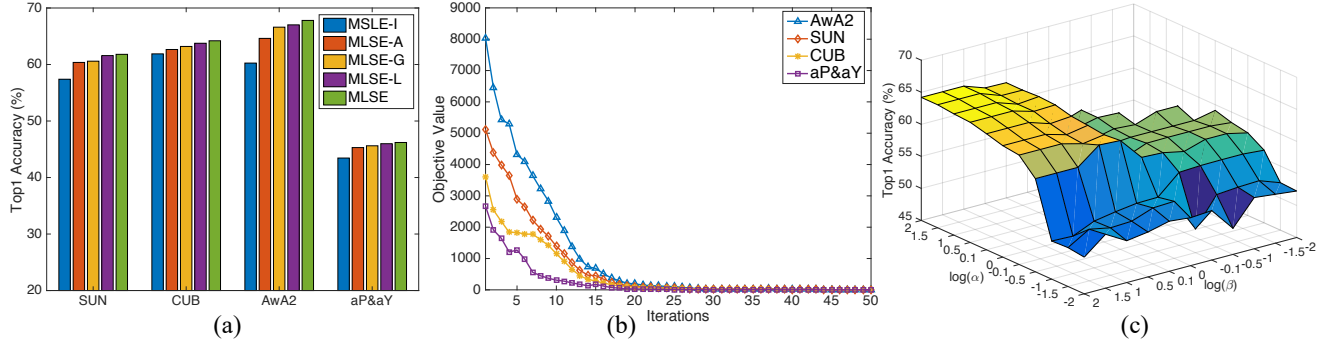 70
60
50
40
30
20
Top1 Accuracy (%)
SUN
CUB
AwA2
aP&aY
MSLE-I
MLSE-A
MLSE-G
MLSE-L
MLSE
(a)
9000
8000
7000
6000
5000
4000
3000
2000
1000
0
Objective Value
5
10
15
20
25
30
35
40
45
50
Iterations
AwA2
SUN
CUB
aP&aY
(b)
70
65
60
55
50
45
Top1 Accuracy (%)
2
1.5
1
0.5
0.1
0
-0.1
-0.5
-1
-1.5
-2
log(α)
2
1.5
1
0.5
0.1
0
-0.1
-0.5
-1
-1.5
-2
log(β)
(c)